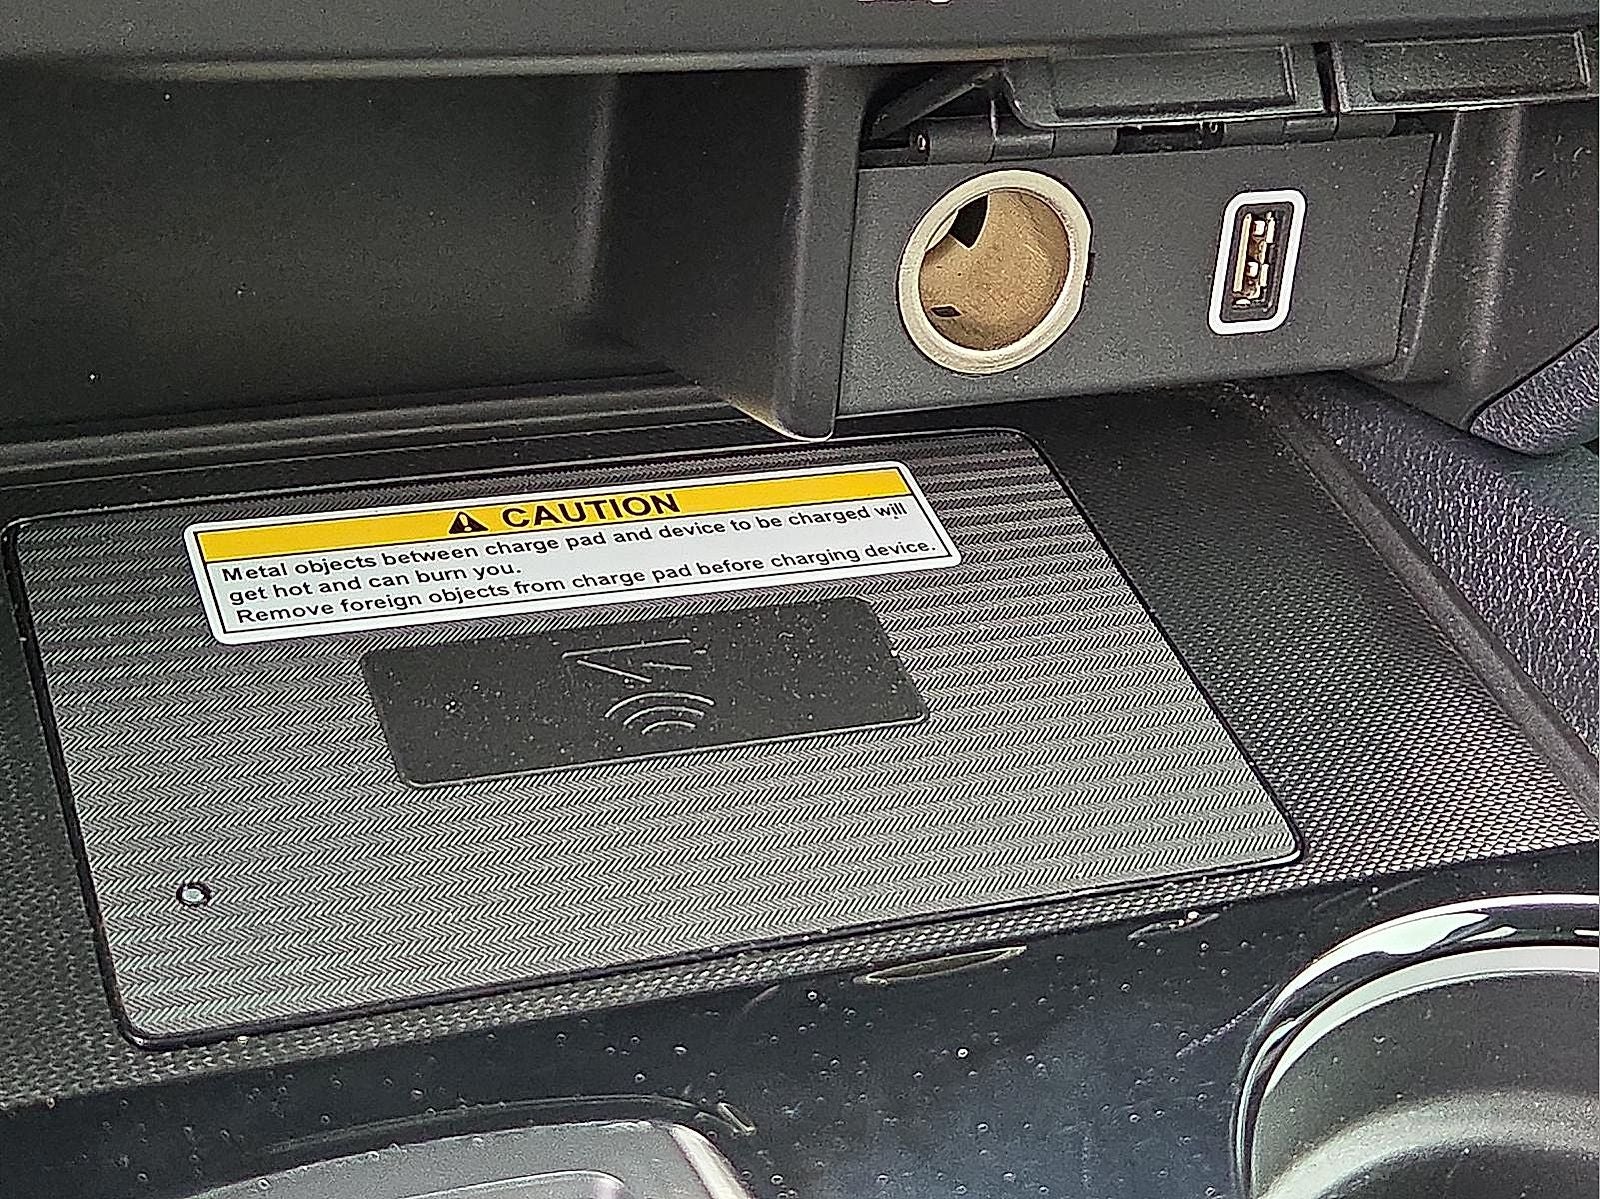 CAUTION
Metal objects between charge pad and device to be charged will
get hot and can burn you.
Remove foreign objects from charge pad before charging device.